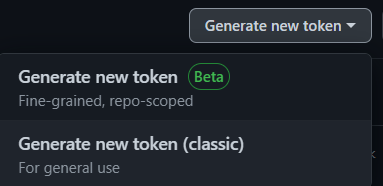 Generate new token
Generate new token Beta
Fine-grained, repo-scoped
Generate new token (classic)
For general use